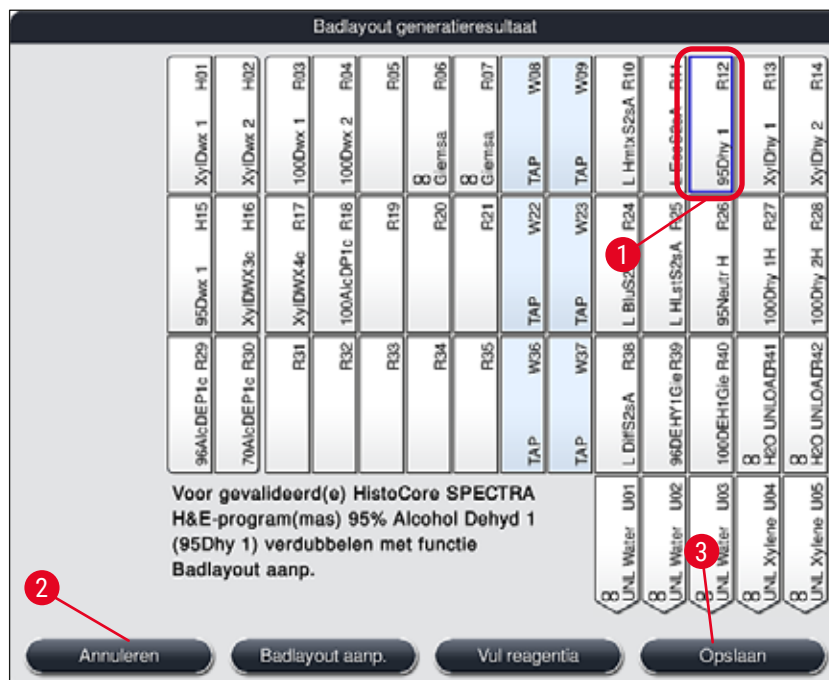 Badlayout generatieresultaat
XylDwx 1 H01
XylDwx 2 H02
100Dwx 1 R03
100Dwx 2 R04
R05
∞ Giemsa R06
∞ Giemsa R07
TAP W08
TAP W09
L HmtxS2sA R10
L EosS2sA R11
95Dhy 1 R12
XylDhy 1 R13
XylDhy 2 R14
95Dwx 1 H15
XylDWX3c H16
XylDWX4c R17
100AlcDP1c R18
R19
R20
R21
TAP W22
TAP W23
L BluS2 R24
L HLstS2sA R25
95Neutr H R26
100Dhy 1H R27
100Dhy 2H R28
96AlcDEP1c R29
70AlcDEP1c R30
R31
R32
R33
R34
R35
TAP W36
TAP W37
L DiffS2sA R38
96DEHY1Gie R39
100DEH1Gie R40
∞ H2O UNLOAD R41
∞ H2O UNLOAD R42
∞ UNL Water U01
∞ UNL Water U02
∞ UNL Water U03
∞ UNL Xylene U04
∞ UNL Xylene U05
1
Voor gevalideerd(e) HistoCore SPECTRA
H&E-program(mas) 95% Alcohol Dehyd 1
(95Dhy 1) verdubbelen met functie
Badlayout aanp.
2
3
Annuleren
Badlayout aanp.
Vul reagentia
Opslaan